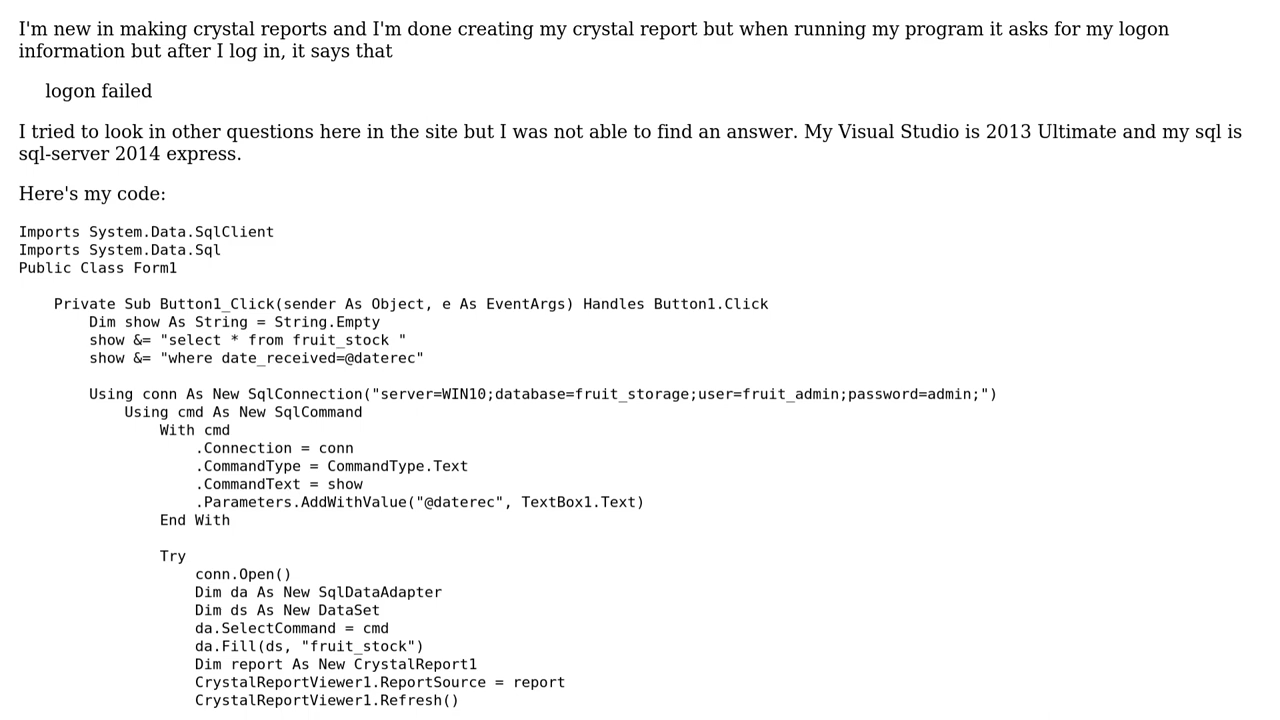 I'm new in making crystal reports and I'm done creating my crystal report but when running my program it asks for my logon
information but after I log in, it says that
logon failed
I tried to look in other questions here in the site but I was not able to find an answer. My Visual Studio is 2013 Ultimate and my sql is
sql-server 2014 express.
Here's my code:
Imports System.Data.SqlClient
Imports System.Data.Sql
Public Class Form1
    Private Sub Button1_Click(sender As Object, e As EventArgs) Handles Button1.Click
        Dim show As String = String.Empty
        show &= "select * from fruit_stock "
        show &= "where date_received=@daterec"
        Using conn As New SqlConnection("server=WIN10;database=fruit_storage;user=fruit_admin;password=admin;")
            Using cmd As New SqlCommand
                With cmd
                    .Connection = conn
                    .CommandType = CommandType.Text
                    .CommandText = show
                    .Parameters.AddWithValue("@daterec", TextBox1.Text)
                End With
                Try
                    conn.Open()
                    Dim da As New SqlDataAdapter
                    Dim ds As New DataSet
                    da.SelectCommand = cmd
                    da.Fill(ds, "fruit_stock")
                    Dim report As New CrystalReport1
                    CrystalReportViewer1.ReportSource = report
                    CrystalReportViewer1.Refresh()